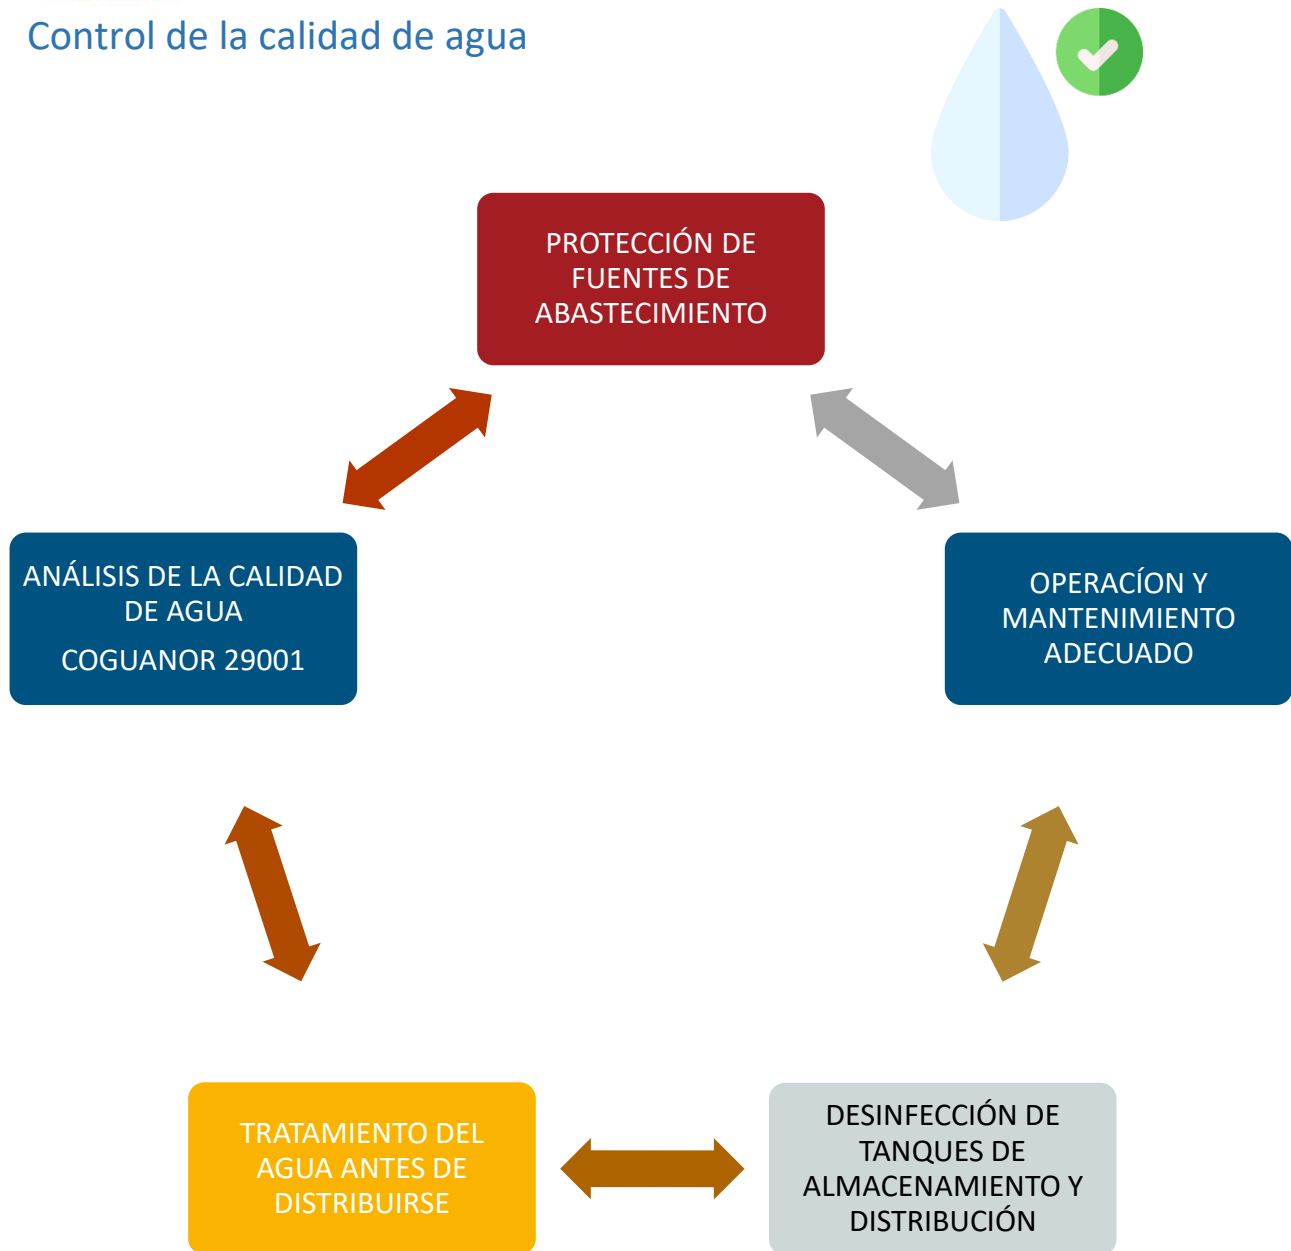 Control de la calidad de agua
PROTECCIÓN DE
FUENTES DE
ABASTECIMIENTO
OPERACÍON Y
MANTENIMIENTO
ADECUADO
DESINFECCIÓN DE
TANQUES DE
ALMACENAMIENTO Y
DISTRIBUCIÓN
TRATAMIENTO DEL
AGUA ANTES DE
DISTRIBUIRSE
ANÁLISIS DE LA CALIDAD
DE AGUA
COGUANOR 29001